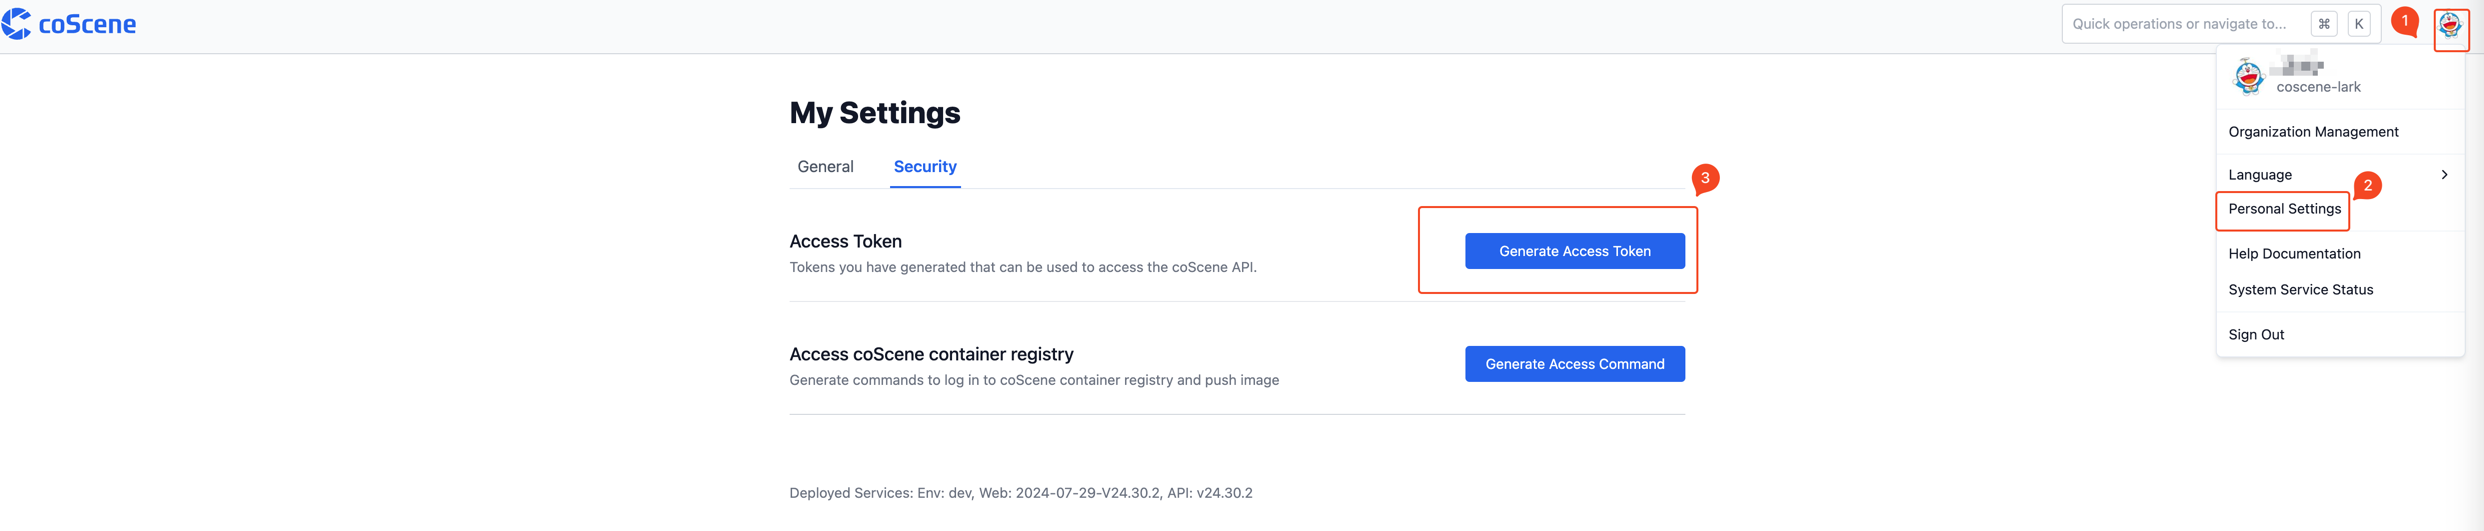 coScene
Quick operations or navigate to... ⌘ K
1
coscene-lark
My Settings
Organization Management
General Security
Language
2
3
Personal Settings
Access Token
Generate Access Token
Tokens you have generated that can be used to access the coScene API.
Help Documentation
System Service Status
Sign Out
Access coScene container registry
Generate Access Command
Generate commands to log in to coScene container registry and push image
Deployed Services: Env: dev, Web: 2024-07-29-V24.30.2, API: v24.30.2